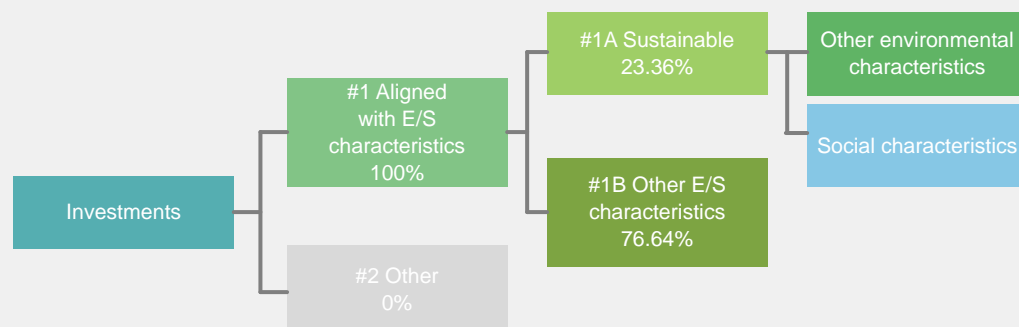 Investments
#1 Aligned
with E/S
characteristics
100%
#2 Other
0%
#1A Sustainable
23.36%
#1B Other E/S
characteristics
76.64%
Other environmental
characteristics
Social characteristics